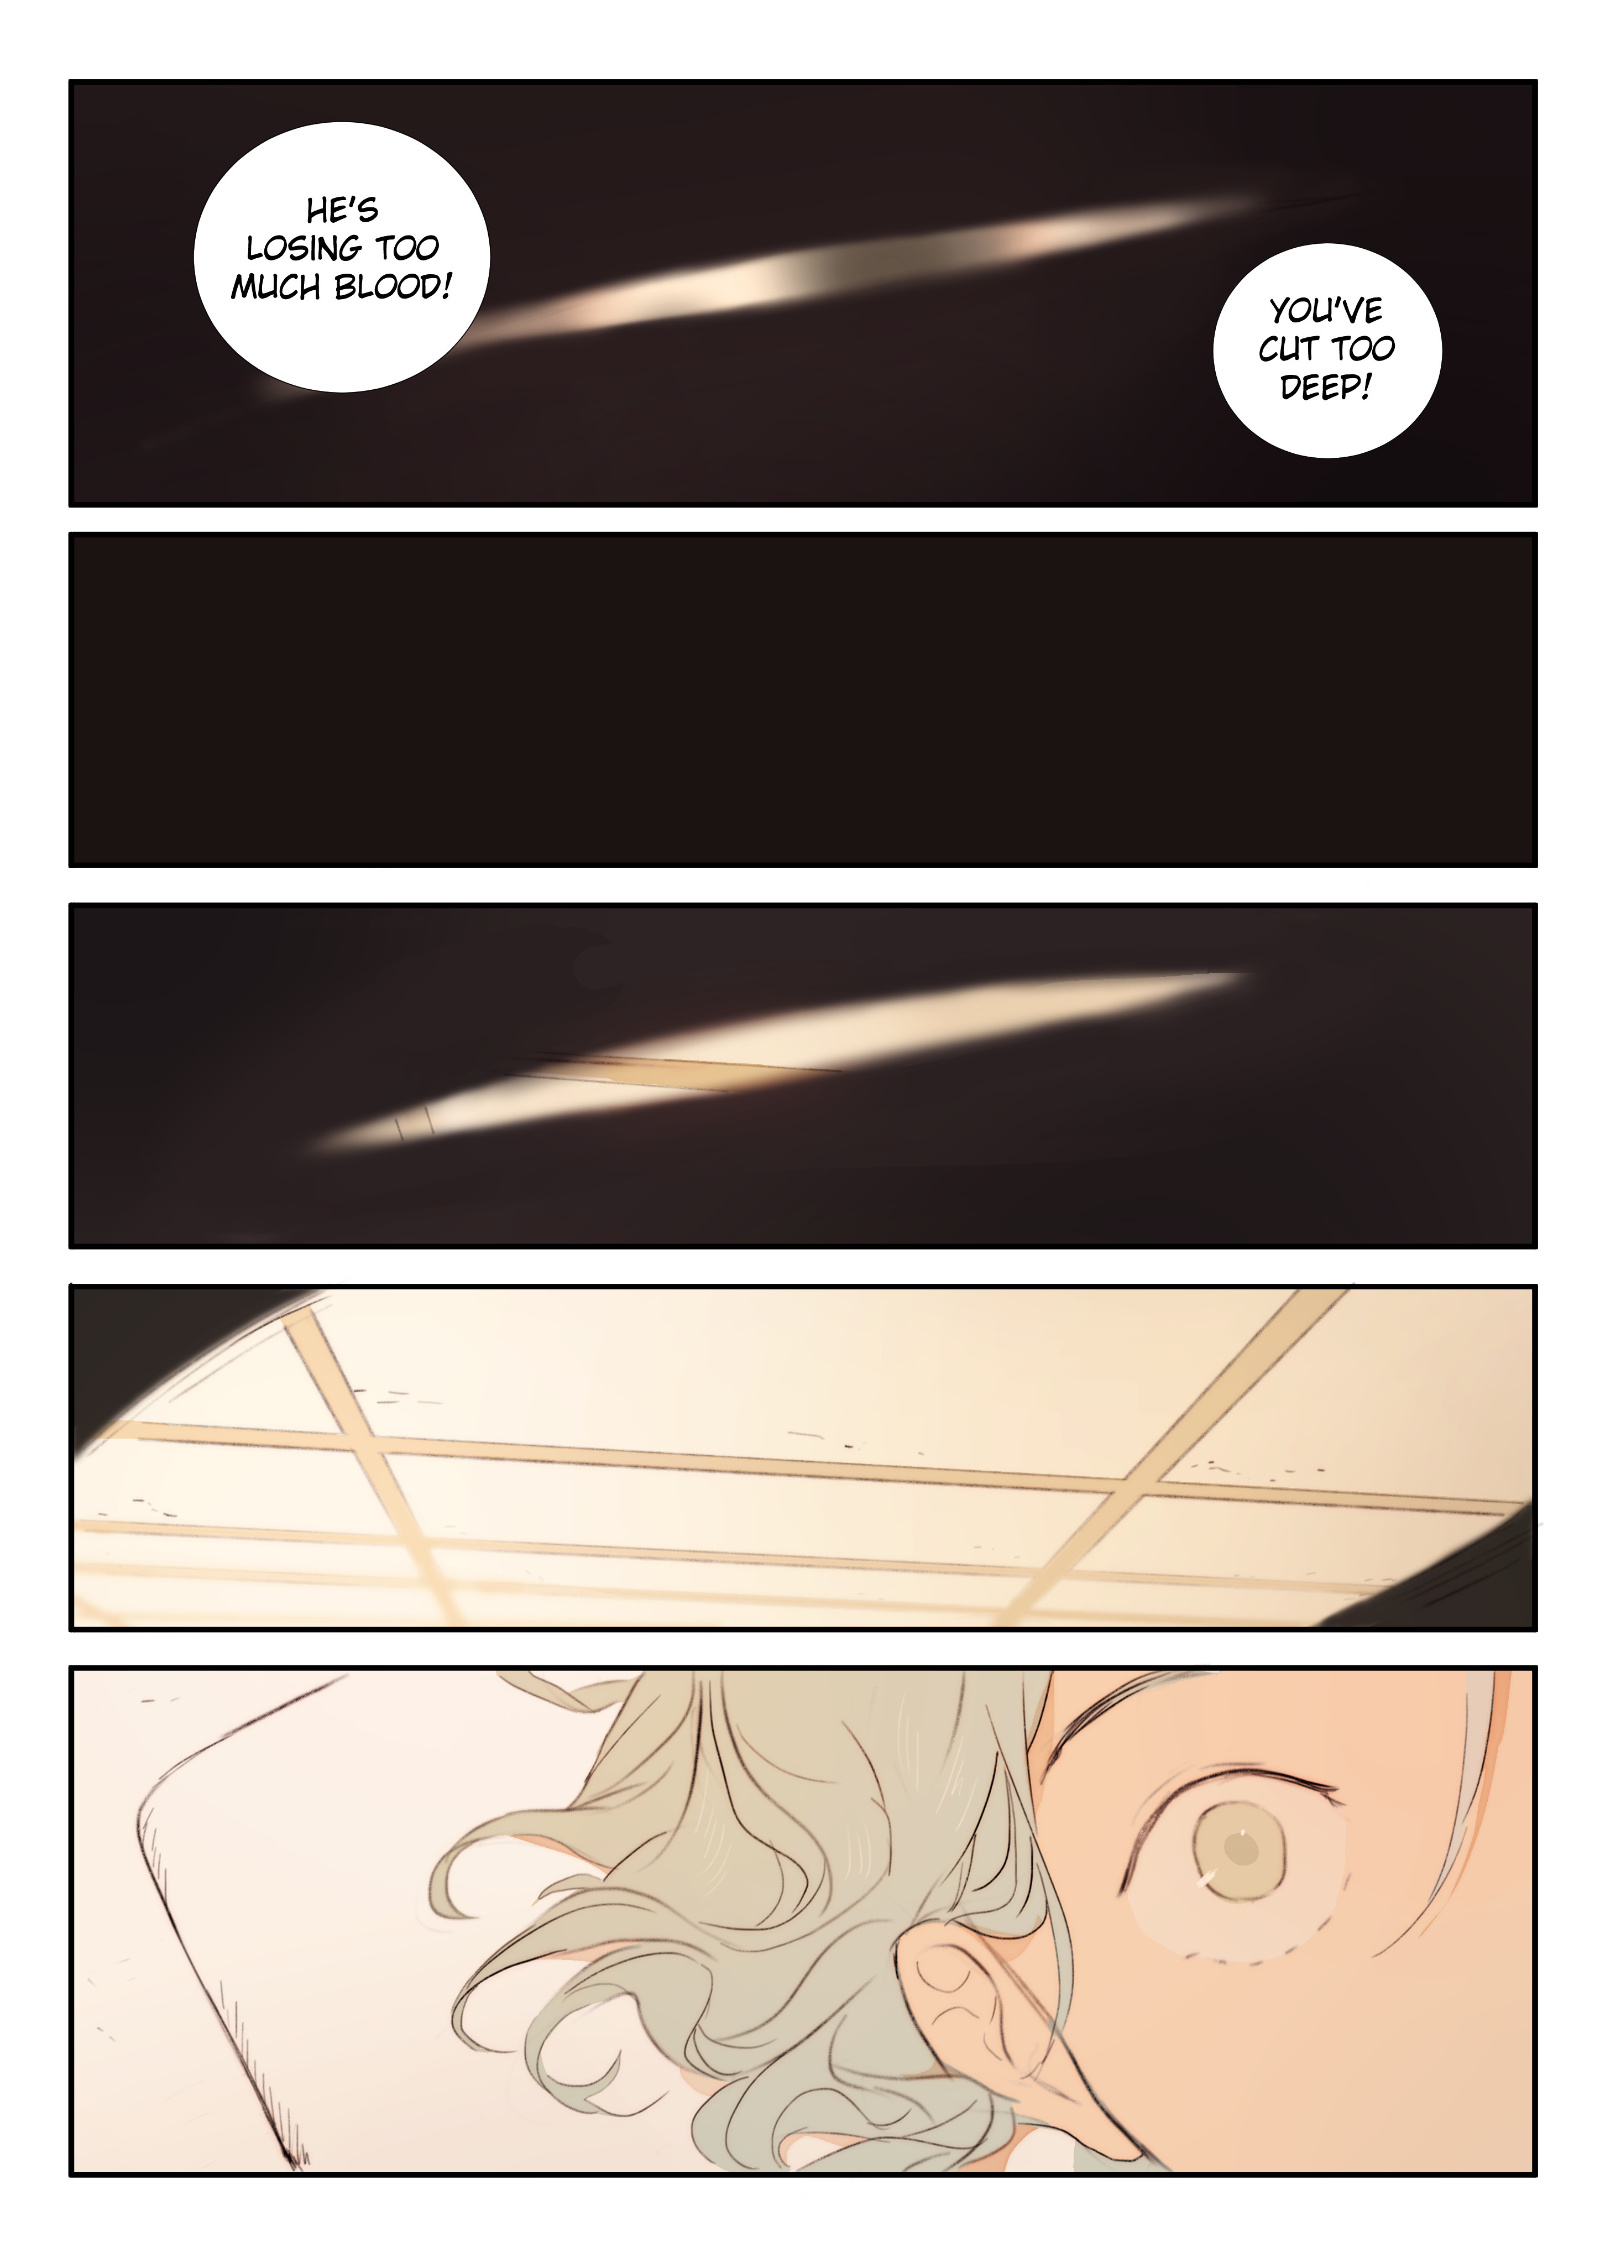 HE'S
LOSING TOO
MUCH BLOOD!
YOU'VE
CUT TOO
DEEP!